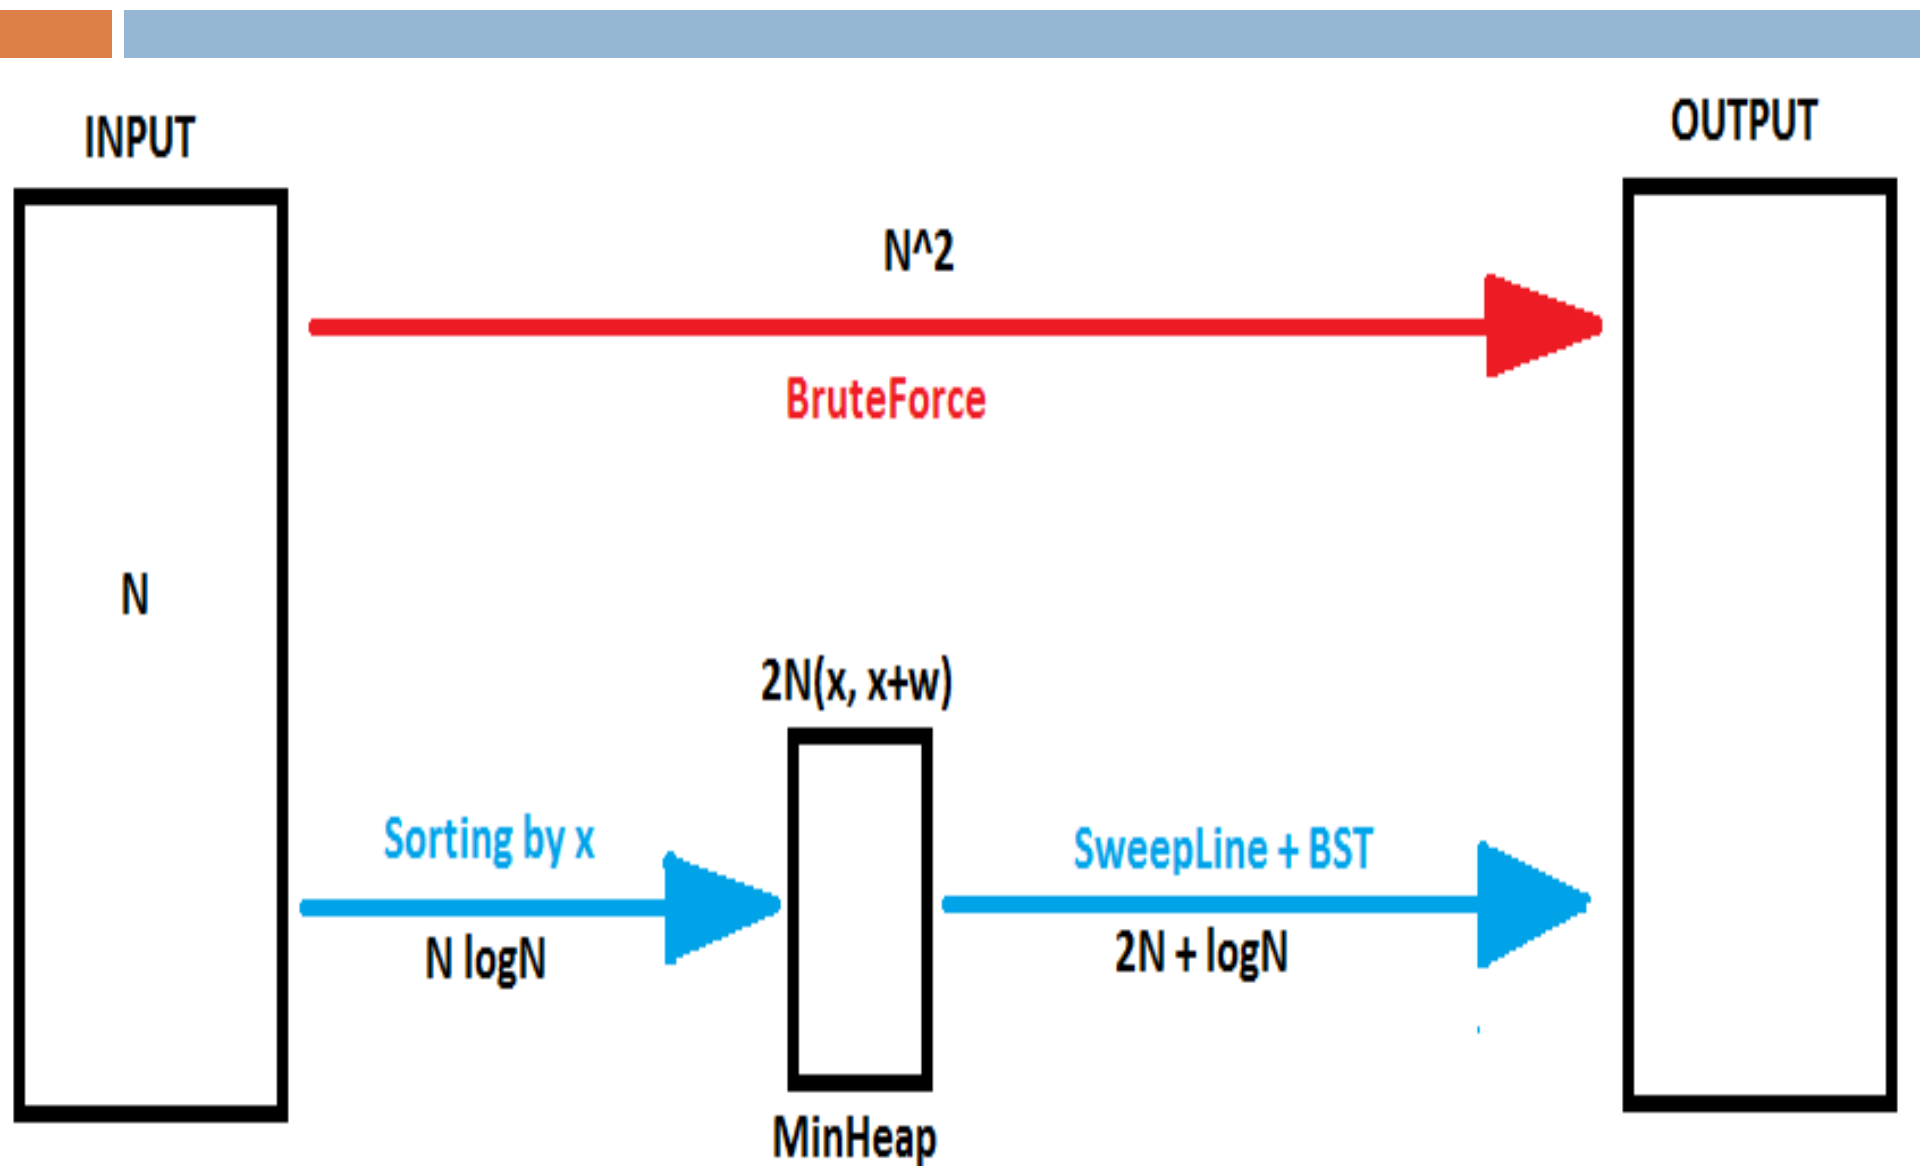 INPUT
OUTPUT
N^2
BruteForce
N
2N(x, x+w)
Sorting by x
SweepLine + BST
N logN
2N + logN
MinHeap